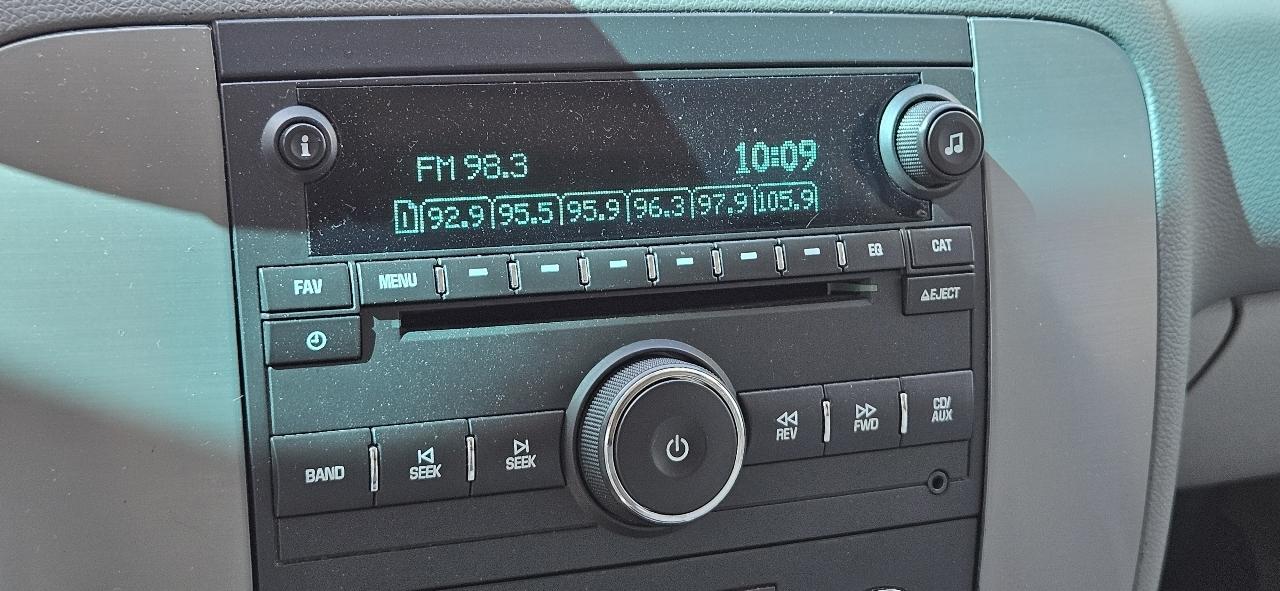 i
FM 98.3 10:09
1 92.9 95.5 95.9 96.3 97.9 105.9
FAV MENU EQ CAT
EJECT
BAND SEEK SEEK REV FWD CD/
AUX